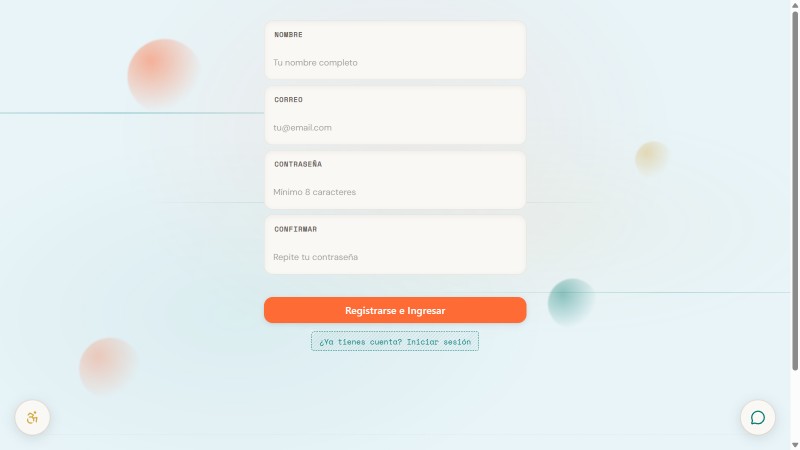 NOMBRE
Tu nombre completo
CORREO
tu@email.com
CONTRASEÑA
Mínimo 8 caracteres
CONFIRMAR
Repite tu contraseña
Registrarse e Ingresar
¿Ya tienes cuenta? Iniciar sesión